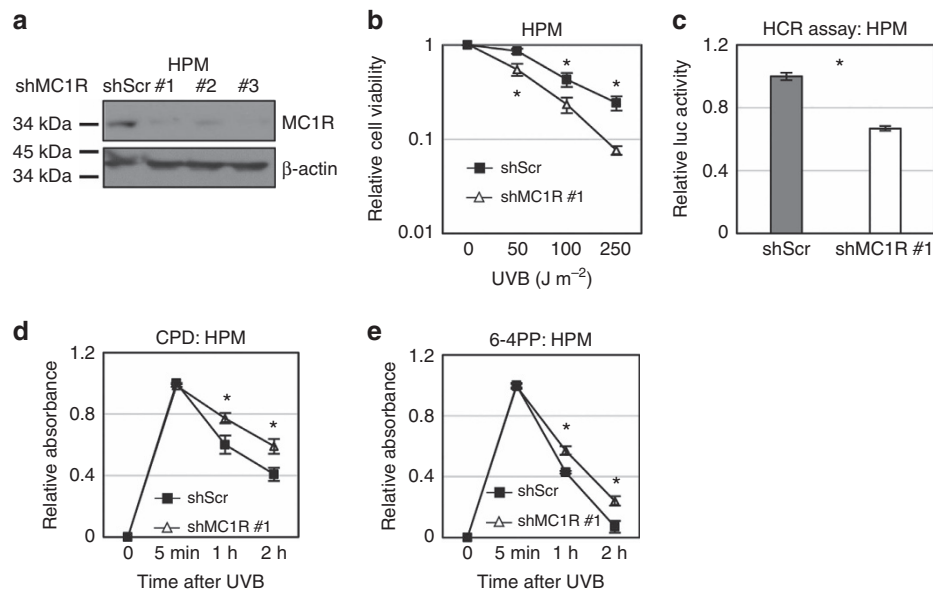 a
HPM
shMC1R shScr #1 #2 #3
34 kDa
MC1R
45 kDa
34 kDa
β-actin
b
HPM
Relative cell viability
1
0.1
0.01
*
*
*
shScr
shMC1R #1
0 50 100 250
UVB (J m⁻²)
c
HCR assay: HPM
Relative luc activity
1.2
0.8
0.4
0
*
shScr shMC1R #1
d
CPD: HPM
Relative absorbance
1.2
0.8
0.4
0
*
*
shScr
shMC1R #1
0 5 min 1 h 2 h
Time after UVB
e
6-4PP: HPM
Relative absorbance
1.2
0.8
0.4
0
*
*
shScr
shMC1R #1
0 5 min 1 h 2 h
Time after UVB